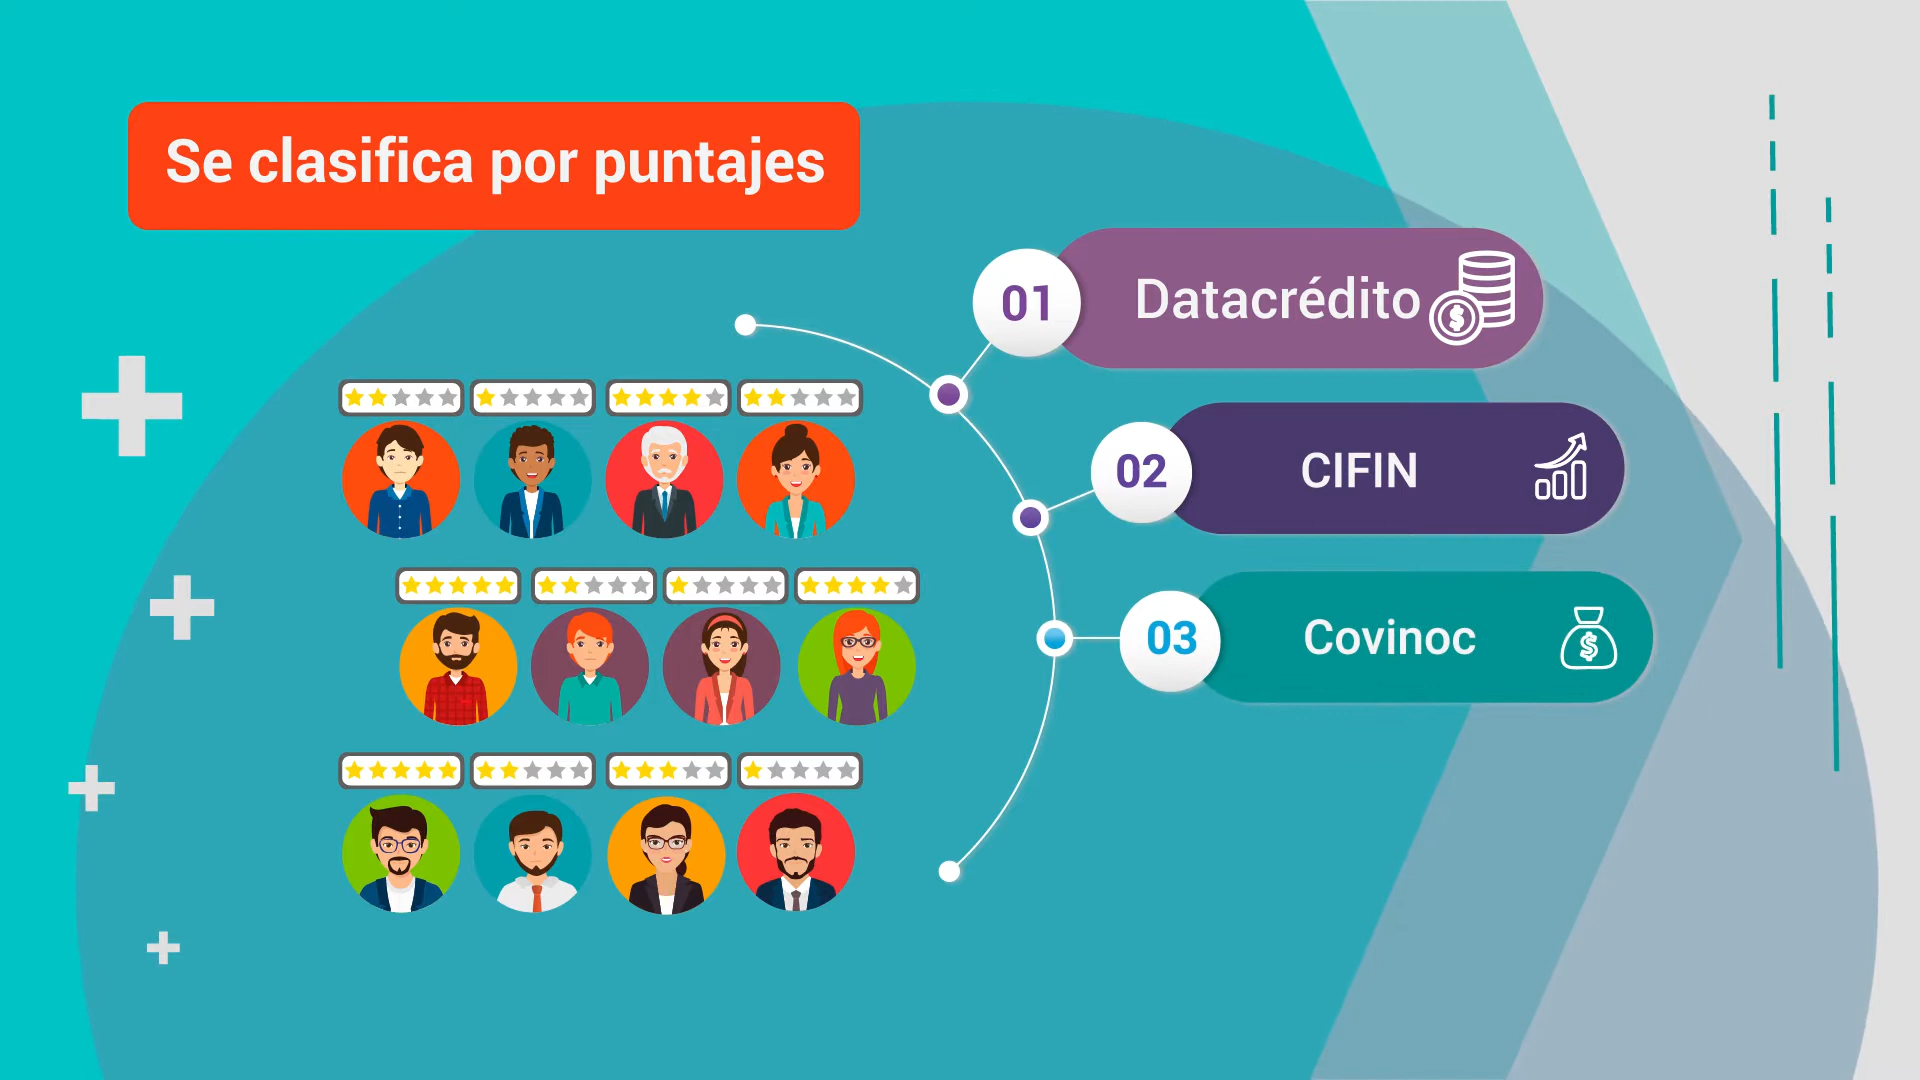 Se clasifica por puntajes
01
Datacrédito
02
CIFIN
03
Covinoc